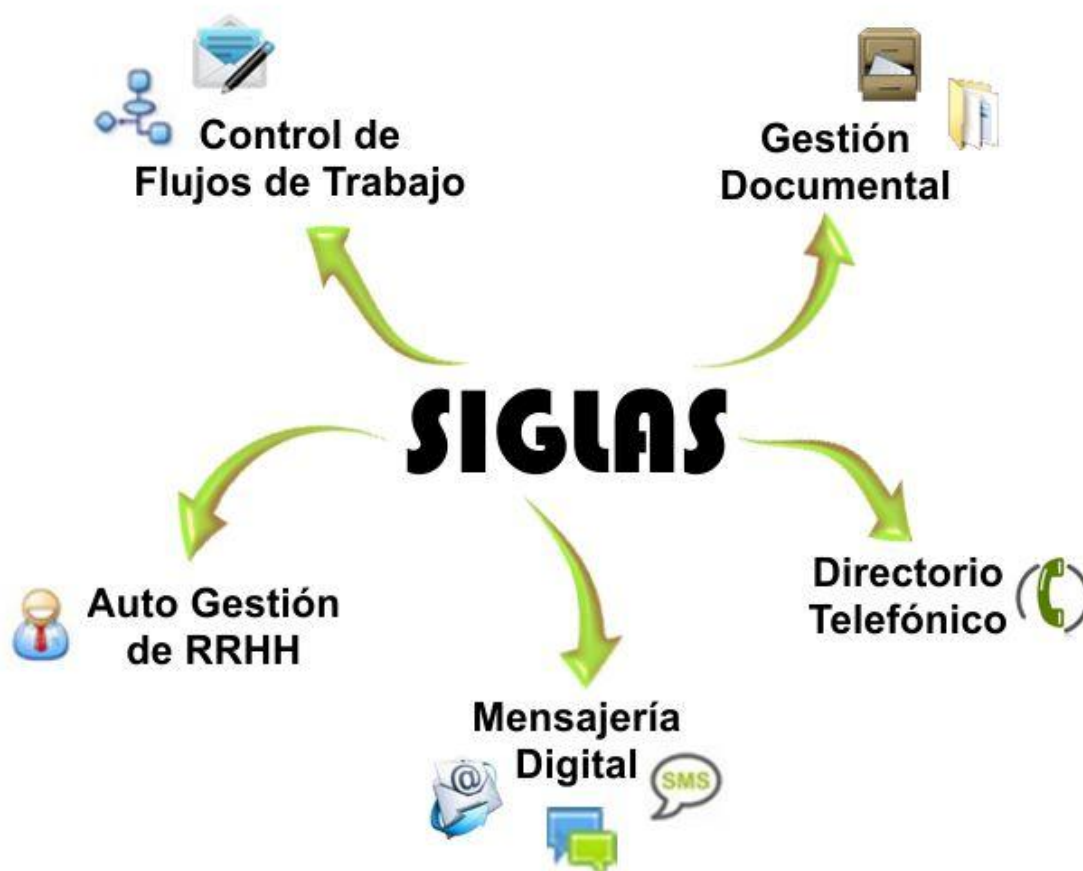 Control de
Flujos de Trabajo
Gestión
Documental
SIGLAS
Auto Gestión
de RRHH
Directorio
Telefónico
Mensajería
Digital
@
SMS